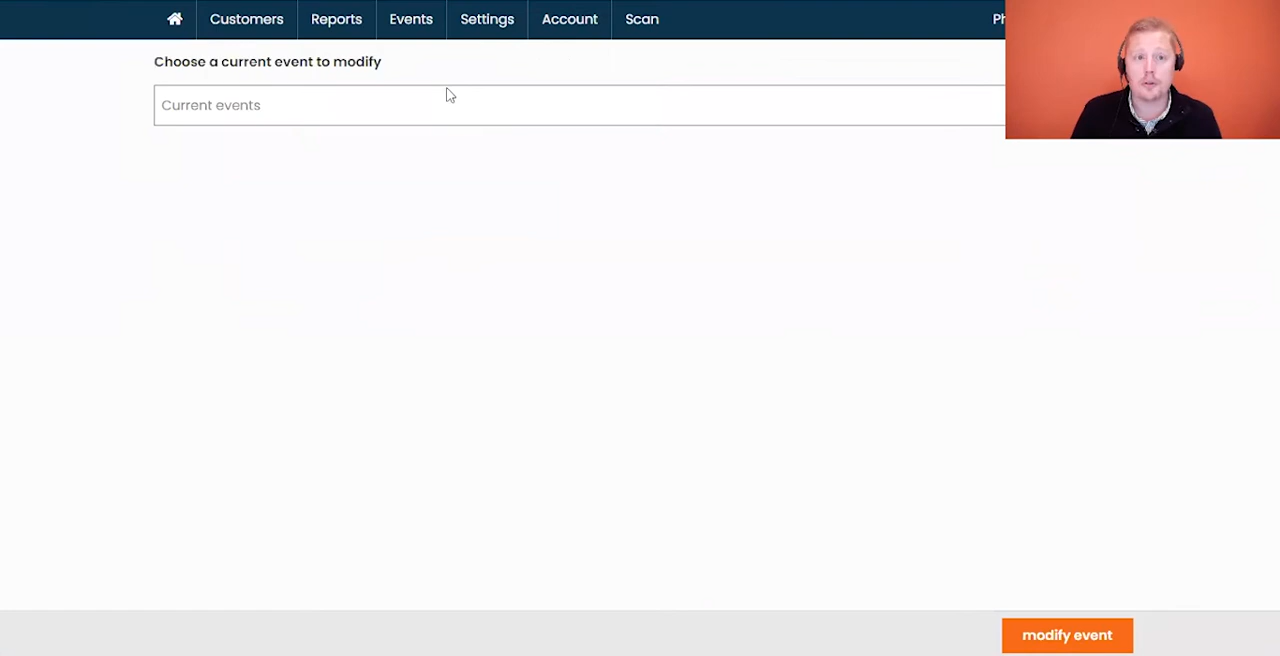 Customers Reports Events Settings Account Scan
Choose a current event to modify
Current events
modify event